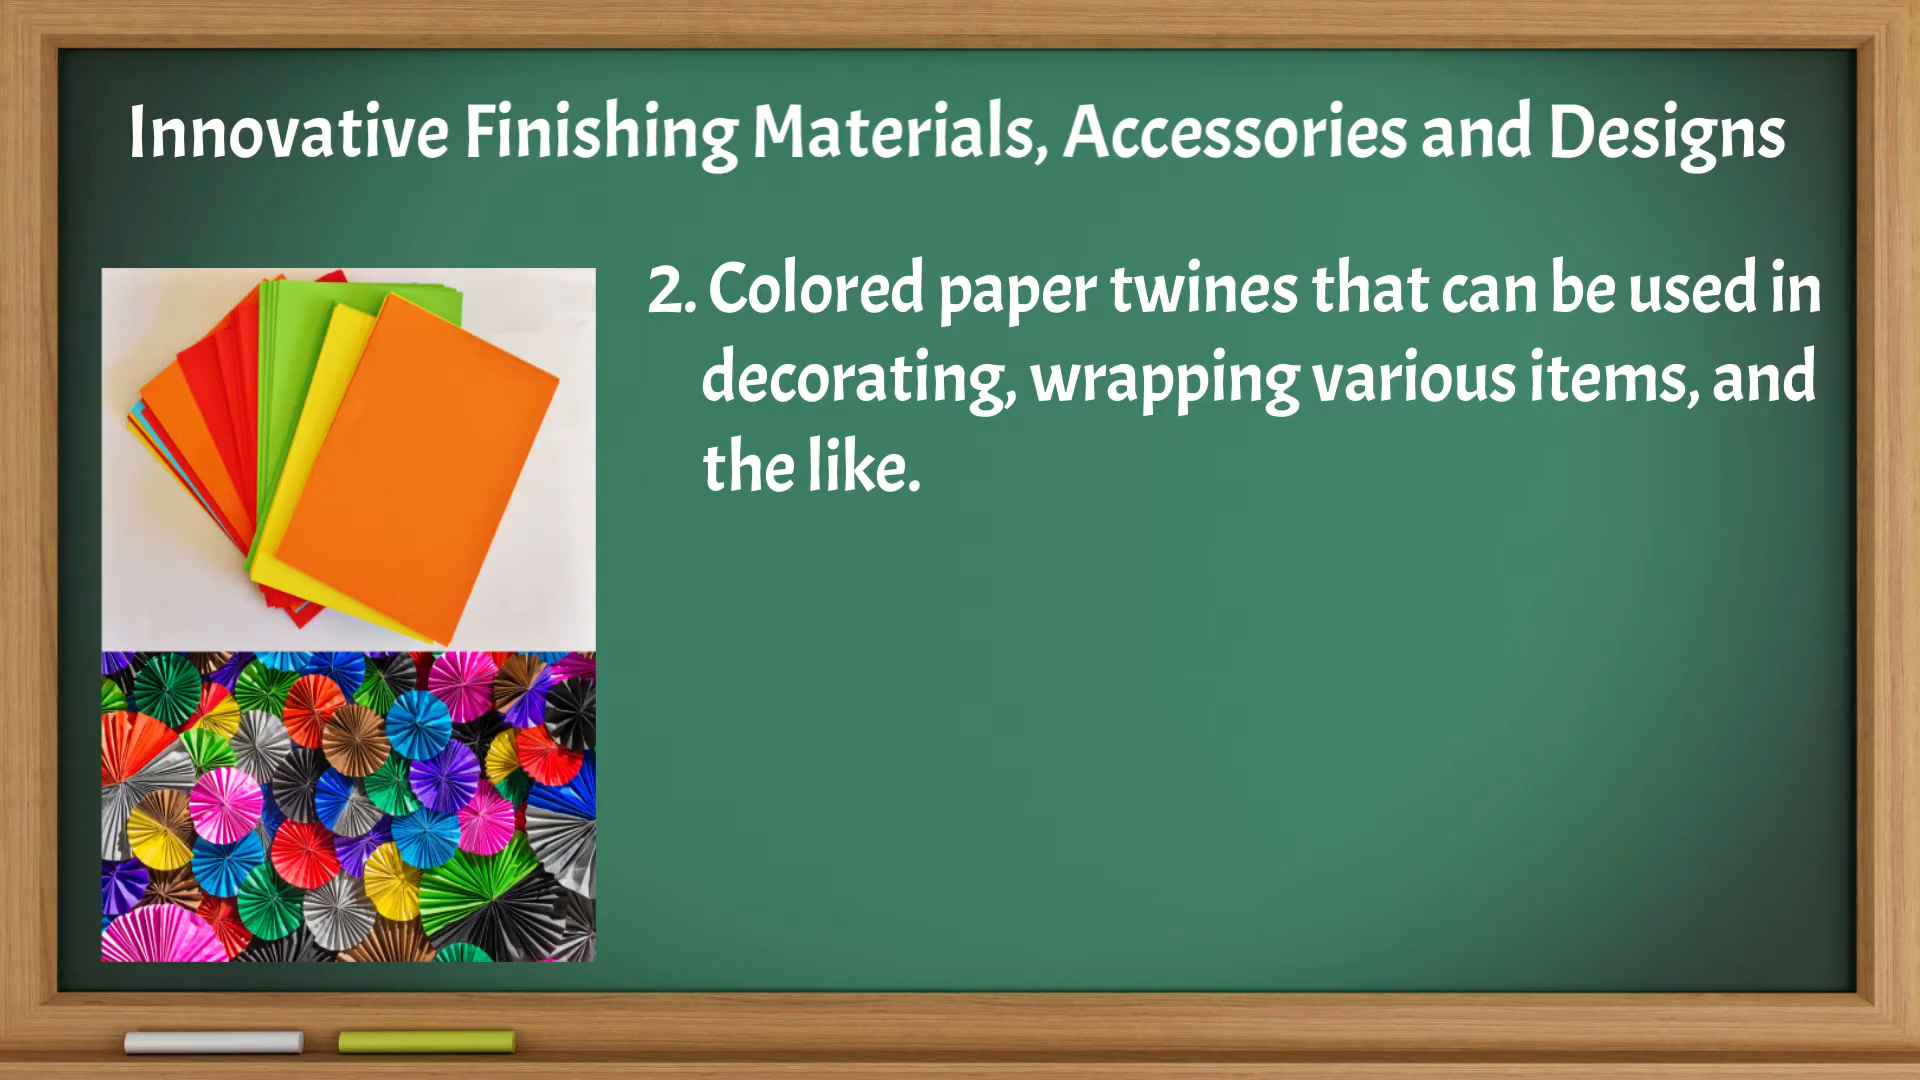 Innovative Finishing Materials, Accessories and Designs
2. Colored paper twines that can be used in
decorating, wrapping various items, and
the like.